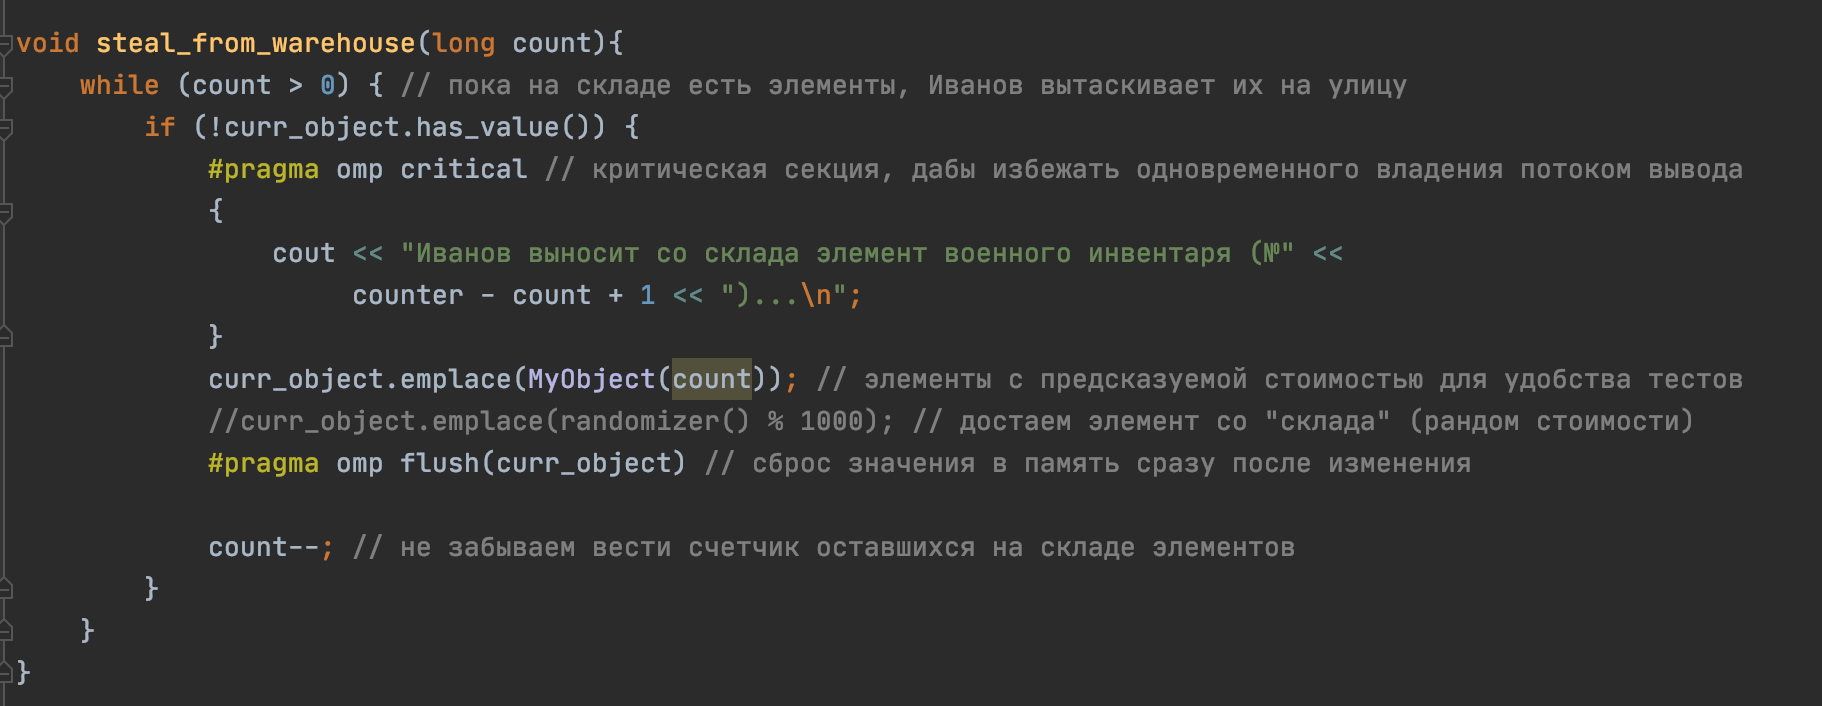 void steal_from_warehouse(long count){
    while (count > 0) { // пока на складе есть элементы, Иванов вытаскивает их на улицу
        if (!curr_object.has_value()) {
            #pragma omp critical // критическая секция, дабы избежать одновременного владения потоком вывода
            {
                cout << "Иванов выносит со склада элемент военного инвентаря (№" <<
                     counter - count + 1 << ")...\n";
            }
            curr_object.emplace(MyObject(count)); // элементы с предсказуемой стоимостью для удобства тестов
            //curr_object.emplace(randomizer() % 1000); // достаем элемент со "склада" (рандом стоимости)
            #pragma omp flush(curr_object) // сброс значения в память сразу после изменения
            count--; // не забываем вести счетчик оставшихся на складе элементов
        }
    }
}